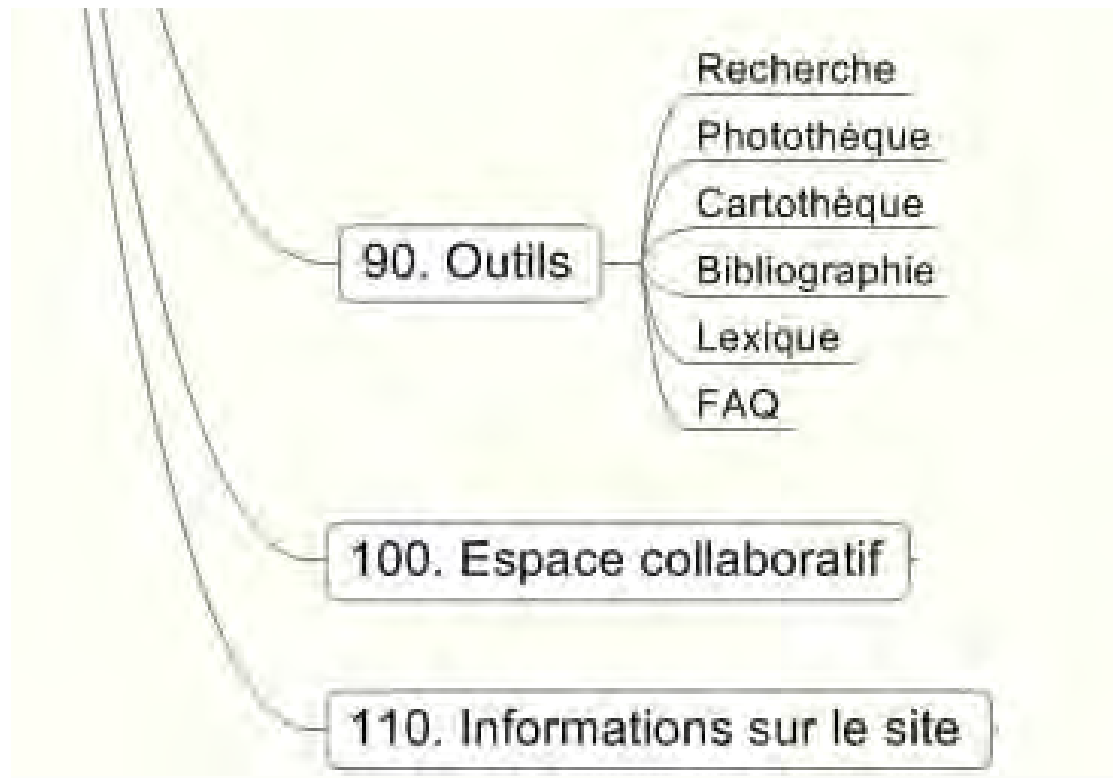 Recherche
Photothèque
Cartothèque
90. Outils
Bibliographie
Lexique
FAQ
100. Espace collaboratif
110. Informations sur le site